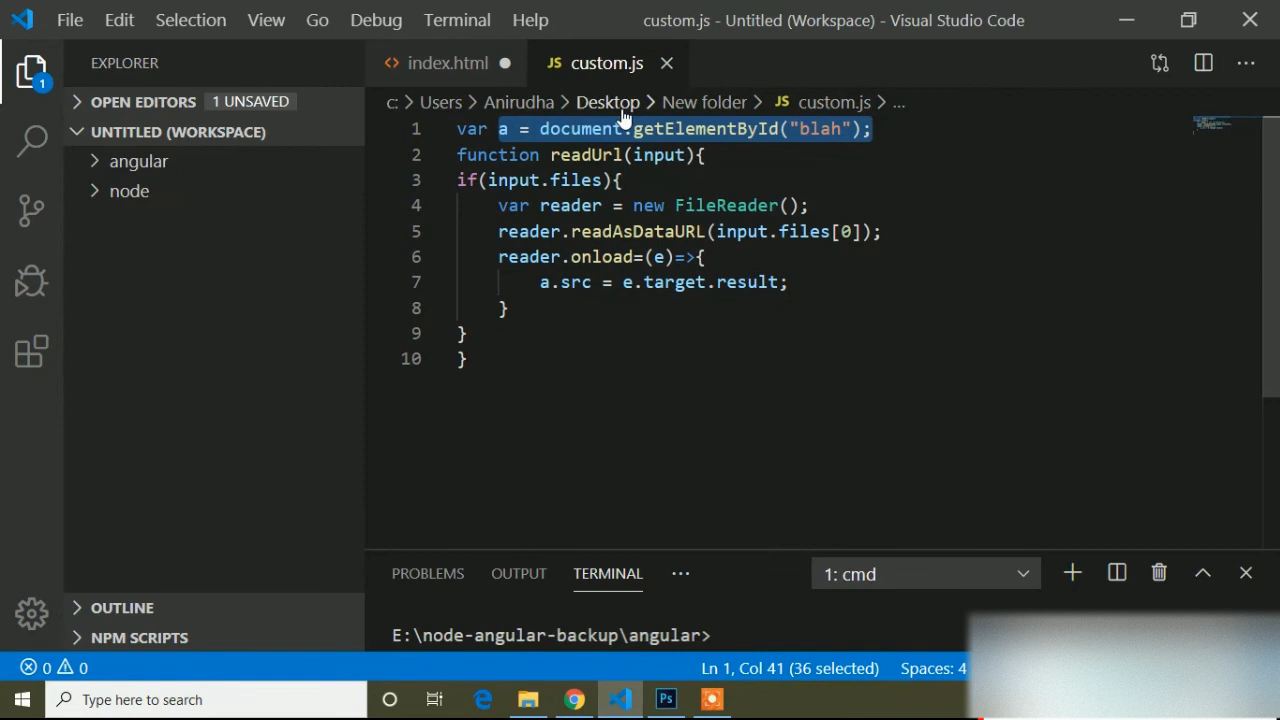 File Edit Selection View Go Debug Terminal Help custom.js - Untitled (Workspace) - Visual Studio Code
EXPLORER
1
OPEN EDITORS 1 UNSAVED
UNTITLED (WORKSPACE)
angular
node
OUTLINE
NPM SCRIPTS
<> index.html
JS custom.js
c: > Users > Anirudha > Desktop > New folder > JS custom.js > ...
1 var a = document.getElementById("blah");
2 function readUrl(input){
3 if(input.files){
4 var reader = new FileReader();
5 reader.readAsDataURL(input.files[0]);
6 reader.onload=(e)=>{
7 a.src = e.target.result;
8 }
9 }
10 }
PROBLEMS OUTPUT TERMINAL ... 1: cmd
E:\node-angular-backup\angular>
0 0 Ln 1, Col 41 (36 selected) Spaces: 4
Type here to search
Ps